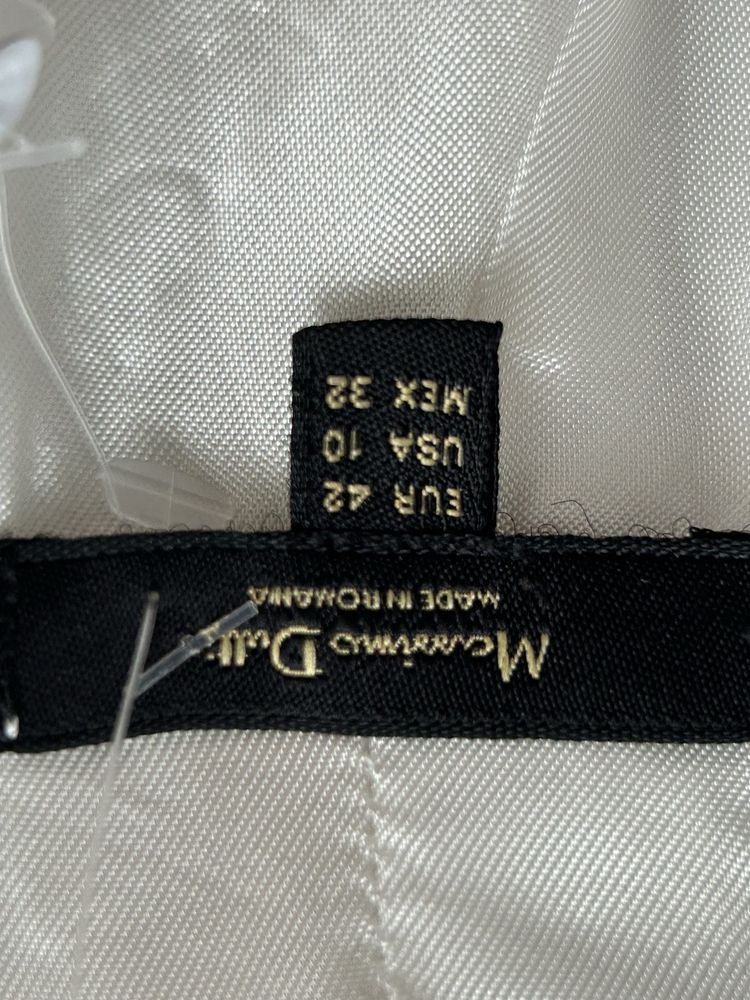 Massimo Dutti
MADE IN ROMANIA
EUR 42
USA 10
MEX 32